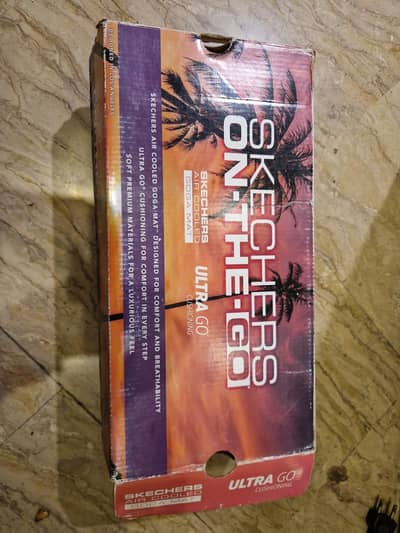 SKECHERS
ON-THE-GO
SKECHERS
AIR COOLED
GOGA·MAT
ULTRA GO
CUSHIONING
SKECHERS AIR COOLED GOGA·MAT™ DESIGNED FOR COMFORT AND BREATHABILITY
ULTRA GO® CUSHIONING FOR COMFORT IN EVERY STEP
SOFT PREMIUM MATERIALS FOR A LUXURIOUS FEEL
SKECHERS
AIR COOLED
GOGA·MAT
ULTRA GO
CUSHIONING